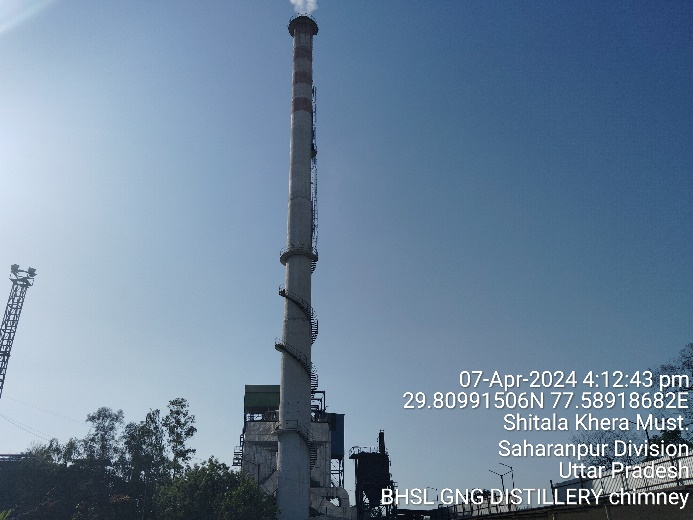 07-Apr-2024 4:12:43 pm
29.80991506N 77.58918682E
Shitala Khera Must.
Saharanpur Division
Uttar Pradesh
BHSL GNG DISTILLERY chimney